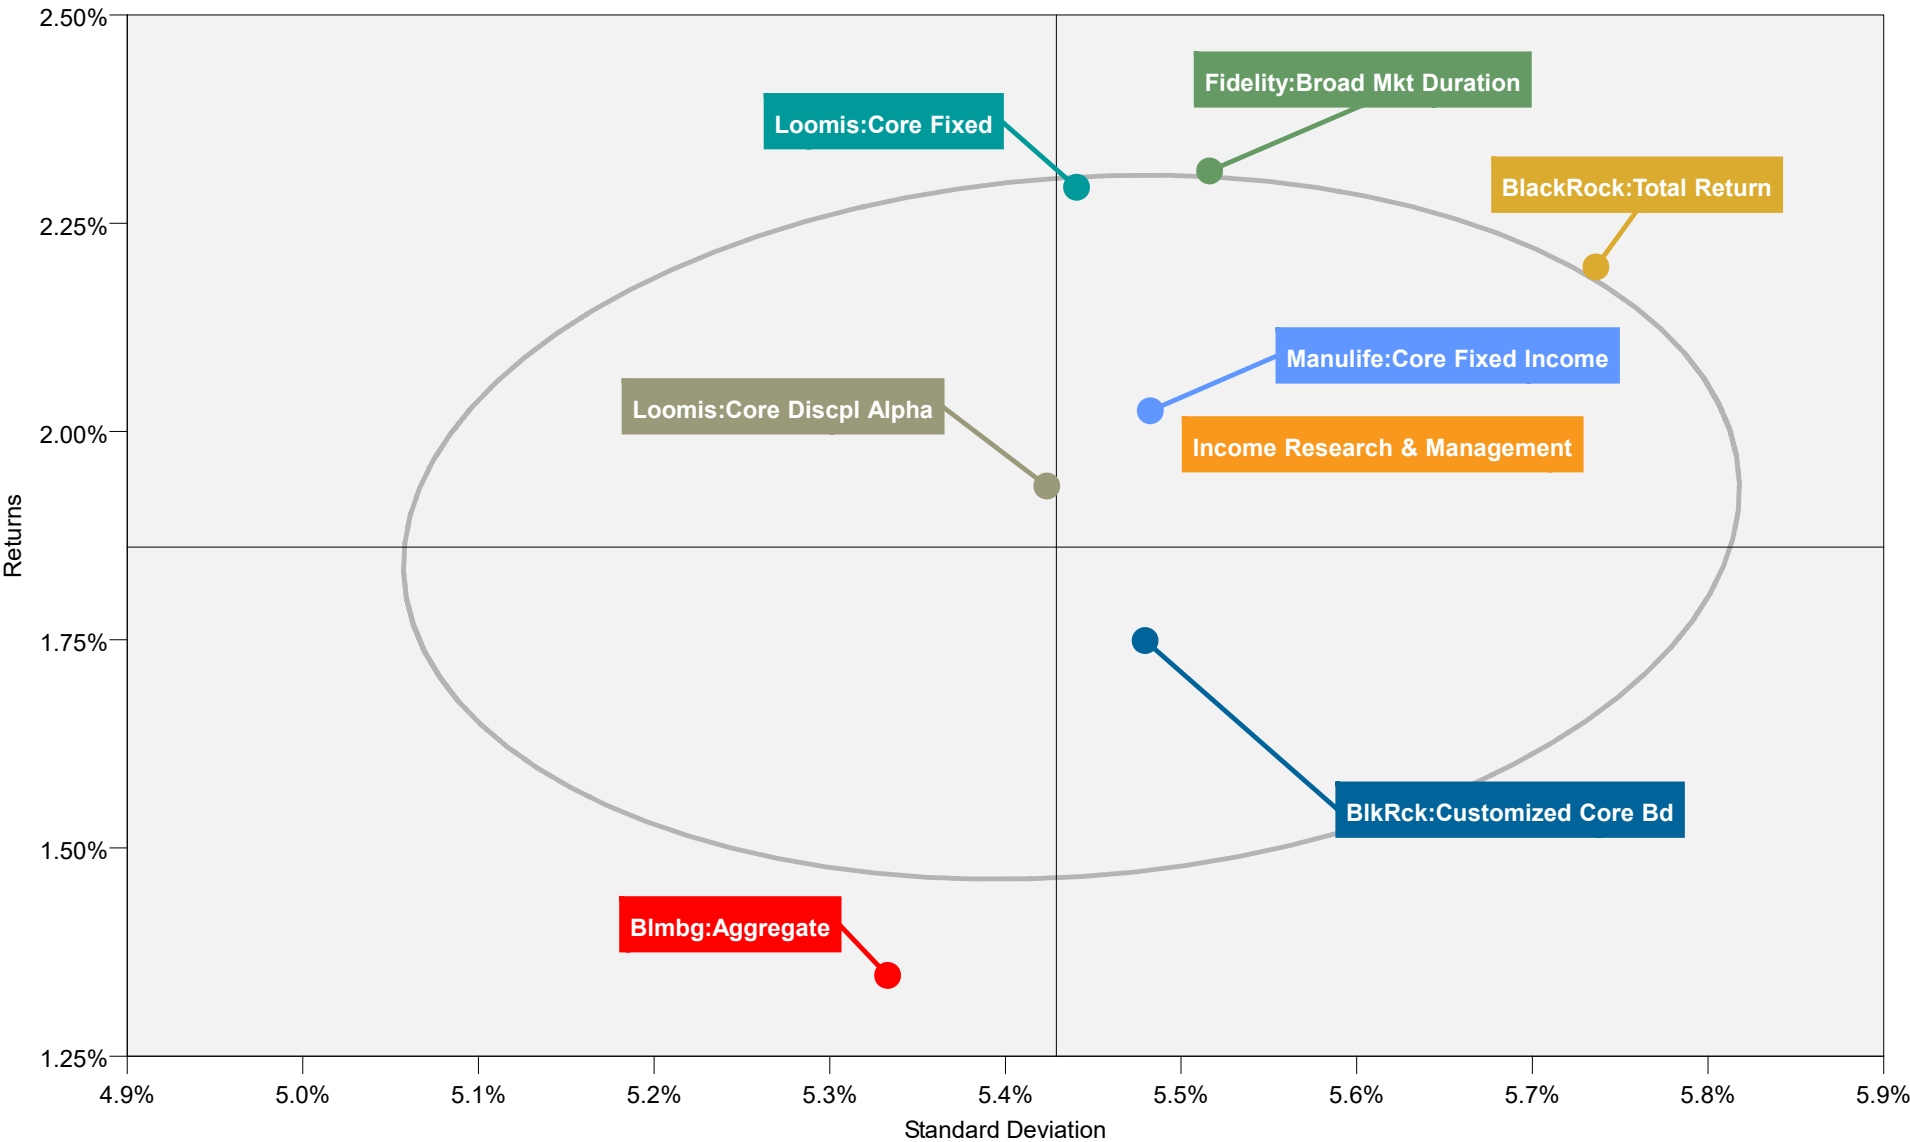 2.50%
Fidelity:Broad Mkt Duration
Loomis:Core Fixed
BlackRock:Total Return
2.25%
Manulife:Core Fixed Income
Loomis:Core Discpl Alpha
2.00%
Income Research & Management
Returns
1.75%
BlkRck:Customized Core Bd
1.50%
Blmbg:Aggregate
1.25%
4.9% 5.0% 5.1% 5.2% 5.3% 5.4% 5.5% 5.6% 5.7% 5.8% 5.9%
Standard Deviation